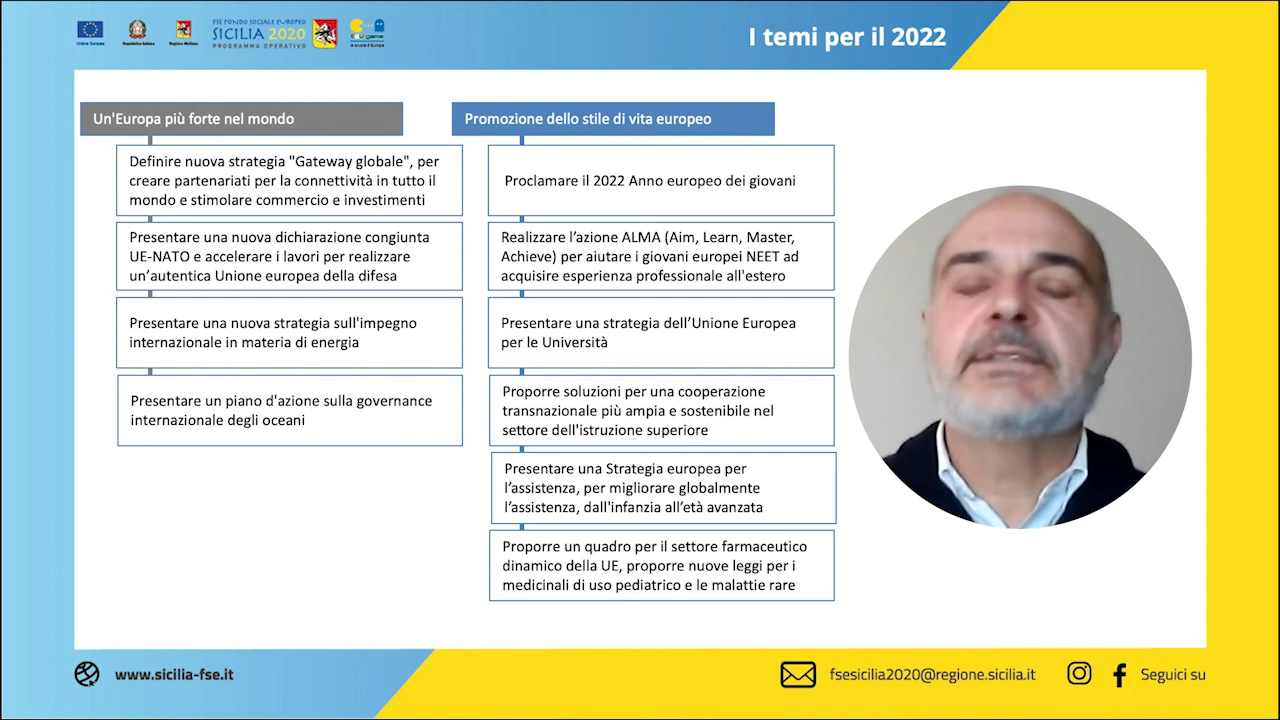 Unione Europea
Repubblica Italiana
Regione Siciliana
FSE FONDO SOCIALE EUROPEO
SICILIA 2020
PROGRAMMA OPERATIVO
A scuola d'Europa
I temi per il 2022
Un'Europa più forte nel mondo
Definire nuova strategia "Gateway globale", per
creare partenariati per la connettività in tutto il
mondo e stimolare commercio e investimenti
Presentare una nuova dichiarazione congiunta
UE-NATO e accelerare i lavori per realizzare
un’autentica Unione europea della difesa
Presentare una nuova strategia sull'impegno
internazionale in materia di energia
Presentare un piano d'azione sulla governance
internazionale degli oceani
Promozione dello stile di vita europeo
Proclamare il 2022 Anno europeo dei giovani
Realizzare l’azione ALMA (Aim, Learn, Master,
Achieve) per aiutare i giovani europei NEET ad
acquisire esperienza professionale all'estero
Presentare una strategia dell’Unione Europea
per le Università
Proporre soluzioni per una cooperazione
transnazionale più ampia e sostenibile nel
settore dell'istruzione superiore
Presentare una Strategia europea per
l’assistenza, per migliorare globalmente
l’assistenza, dall'infanzia all’età avanzata
Proporre un quadro per il settore farmaceutico
dinamico della UE, proporre nuove leggi per i
medicinali di uso pediatrico e le malattie rare
www.sicilia-fse.it
fsesicilia2020@regione.sicilia.it
Seguici su